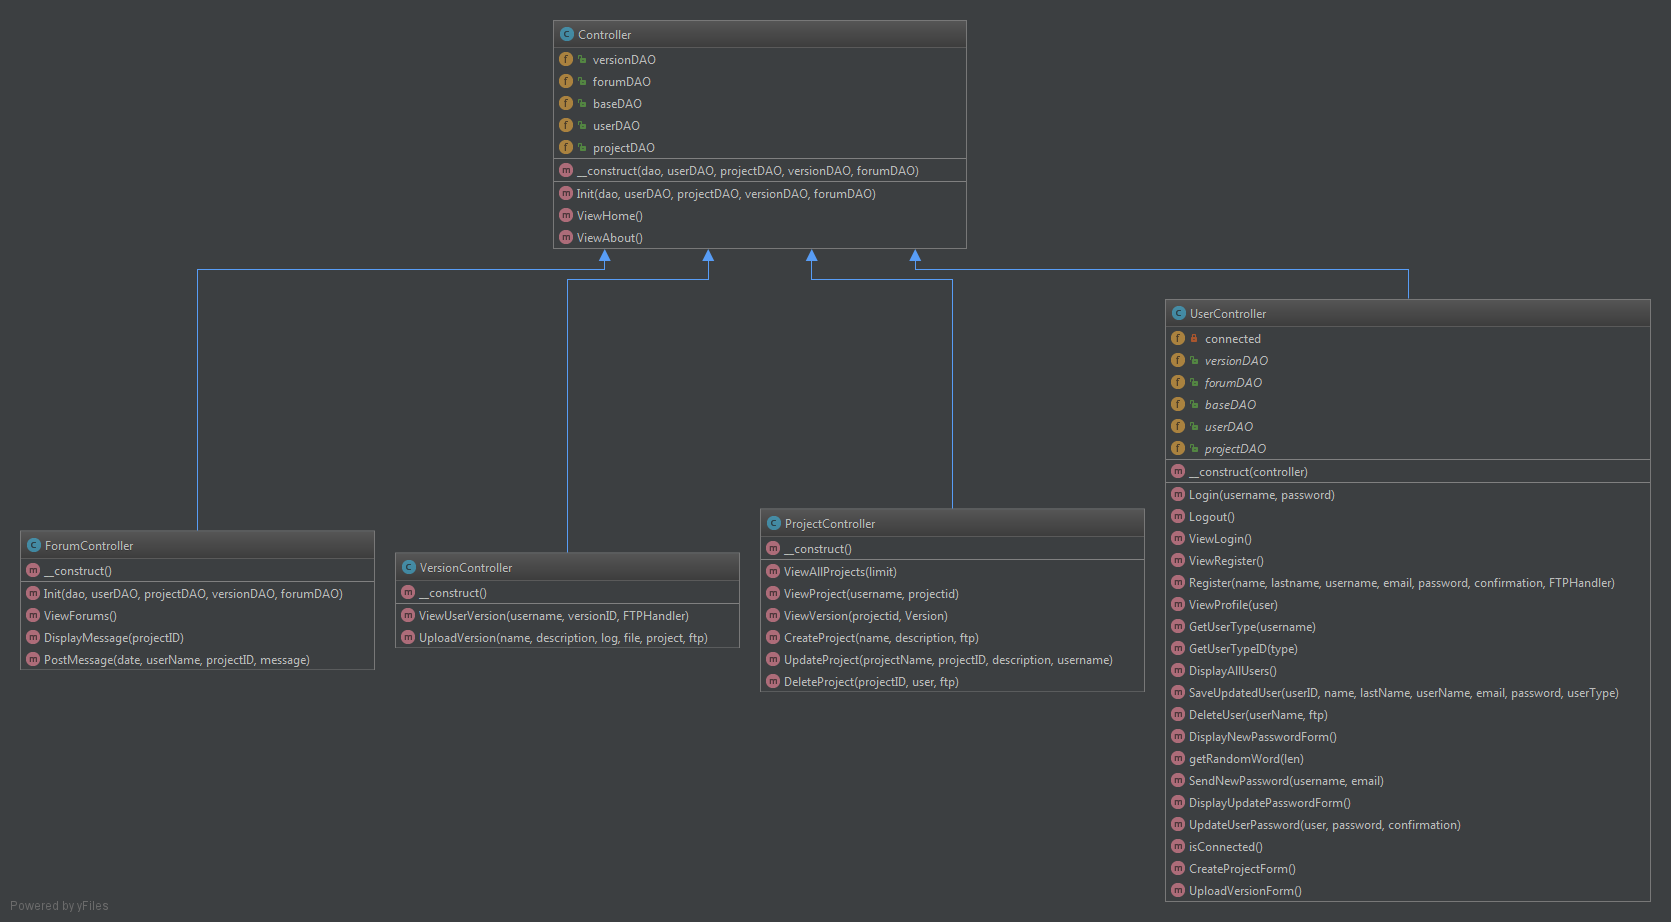 Controller
versionDAO
forumDAO
baseDAO
userDAO
projectDAO
__construct(dao, userDAO, projectDAO, versionDAO, forumDAO)
Init(dao, userDAO, projectDAO, versionDAO, forumDAO)
ViewHome()
ViewAbout()
ForumController
__construct()
Init(dao, userDAO, projectDAO, versionDAO, forumDAO)
ViewForums()
DisplayMessage(projectID)
PostMessage(date, userName, projectID, message)
VersionController
__construct()
ViewUserVersion(username, versionID, FTPHandler)
UploadVersion(name, description, log, file, project, ftp)
ProjectController
__construct()
ViewAllProjects(limit)
ViewProject(username, projectid)
ViewVersion(projectid, Version)
CreateProject(name, description, ftp)
UpdateProject(projectName, projectID, description, username)
DeleteProject(projectID, user, ftp)
UserController
connected
versionDAO
forumDAO
baseDAO
userDAO
projectDAO
__construct(controller)
Login(username, password)
Logout()
ViewLogin()
ViewRegister()
Register(name, lastname, username, email, password, confirmation, FTPHandler)
ViewProfile(user)
GetUserType(username)
GetUserTypeID(type)
DisplayAllUsers()
SaveUpdatedUser(userID, name, lastName, userName, email, password, userType)
DeleteUser(userName, ftp)
DisplayNewPasswordForm()
getRandomWord(len)
SendNewPassword(username, email)
DisplayUpdatePasswordForm()
UpdateUserPassword(user, password, confirmation)
isConnected()
CreateProjectForm()
UploadVersionForm()
Powered by yFiles